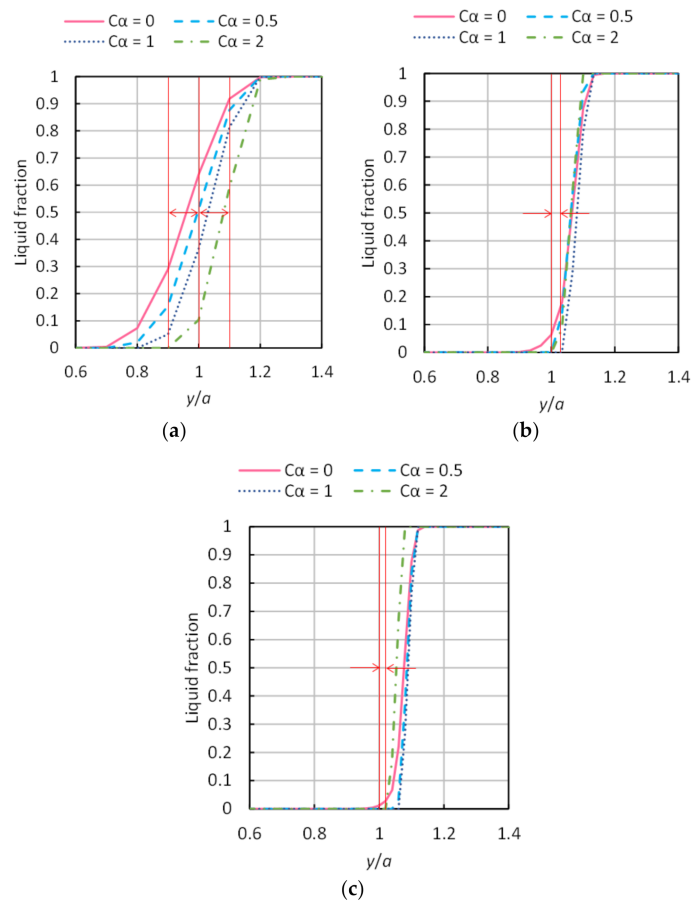 Cα = 0 Cα = 0.5
Cα = 1 Cα = 2
1
0.9
0.8
0.7
0.6
0.5
0.4
0.3
0.2
0.1
0
Liquid fraction
0.6 0.8 1 1.2 1.4
y/a
(a)
Cα = 0 Cα = 0.5
Cα = 1 Cα = 2
1
0.9
0.8
0.7
0.6
0.5
0.4
0.3
0.2
0.1
0
Liquid fraction
0.6 0.8 1 1.2 1.4
y/a
(b)
Cα = 0 Cα = 0.5
Cα = 1 Cα = 2
1
0.9
0.8
0.7
0.6
0.5
0.4
0.3
0.2
0.1
0
Liquid fraction
0.6 0.8 1 1.2 1.4
y/a
(c)